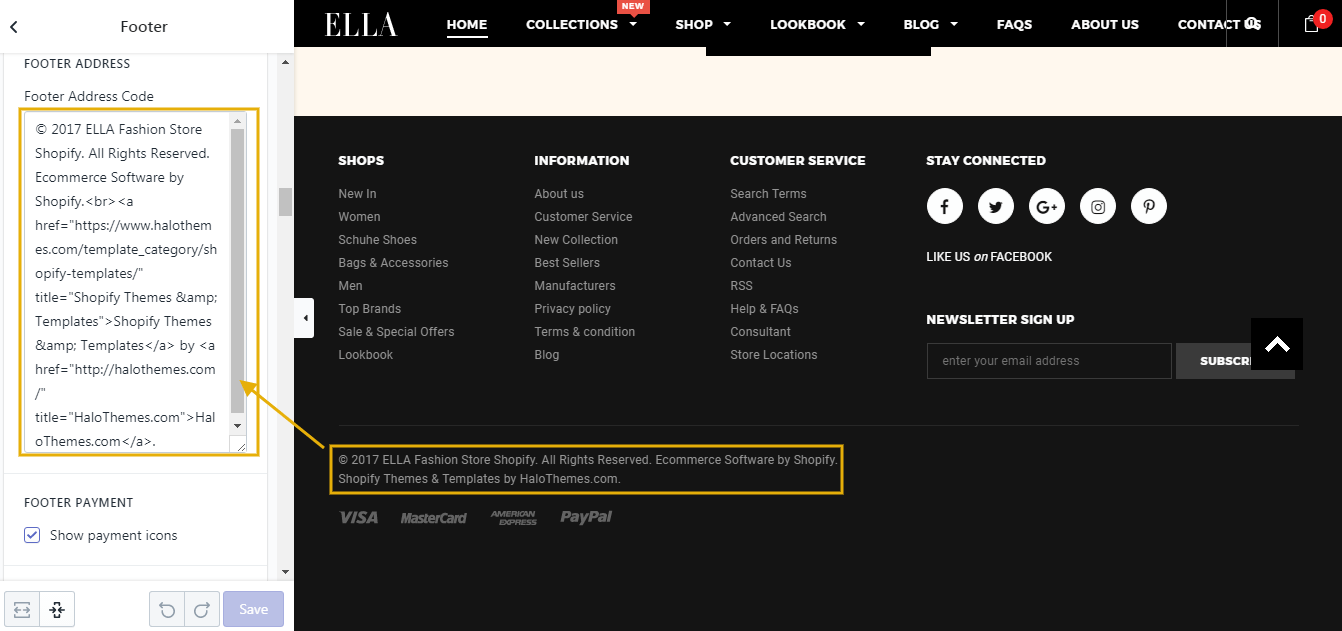 Footer
FOOTER ADDRESS
Footer Address Code
© 2017 ELLA Fashion Store
Shopify. All Rights Reserved.
Ecommerce Software by
Shopify.<br><a
href="https://www.halothem
es.com/template_category/sh
opify-templates/"
title="Shopify Themes &amp;
Templates">Shopify Themes
&amp; Templates</a> by <a
href="http://halothemes.com
/"
title="HaloThemes.com">Hal
oThemes.com</a>.
FOOTER PAYMENT
Show payment icons
Save
NEW
ELLA HOME COLLECTIONS SHOP LOOKBOOK BLOG FAQS ABOUT US CONTACT US 0
SHOPS
New In
Women
Schuhe Shoes
Bags & Accessories
Men
Top Brands
Sale & Special Offers
Lookbook
INFORMATION
About us
Customer Service
New Collection
Best Sellers
Manufacturers
Privacy policy
Terms & condition
Blog
CUSTOMER SERVICE
Search Terms
Advanced Search
Orders and Returns
Contact Us
RSS
Help & FAQs
Consultant
Store Locations
STAY CONNECTED
G+
LIKE US on FACEBOOK
NEWSLETTER SIGN UP
enter your email address
© 2017 ELLA Fashion Store Shopify. All Rights Reserved. Ecommerce Software by Shopify.
Shopify Themes & Templates by HaloThemes.com.
VISA MasterCard AMERICAN EXPRESS PayPal